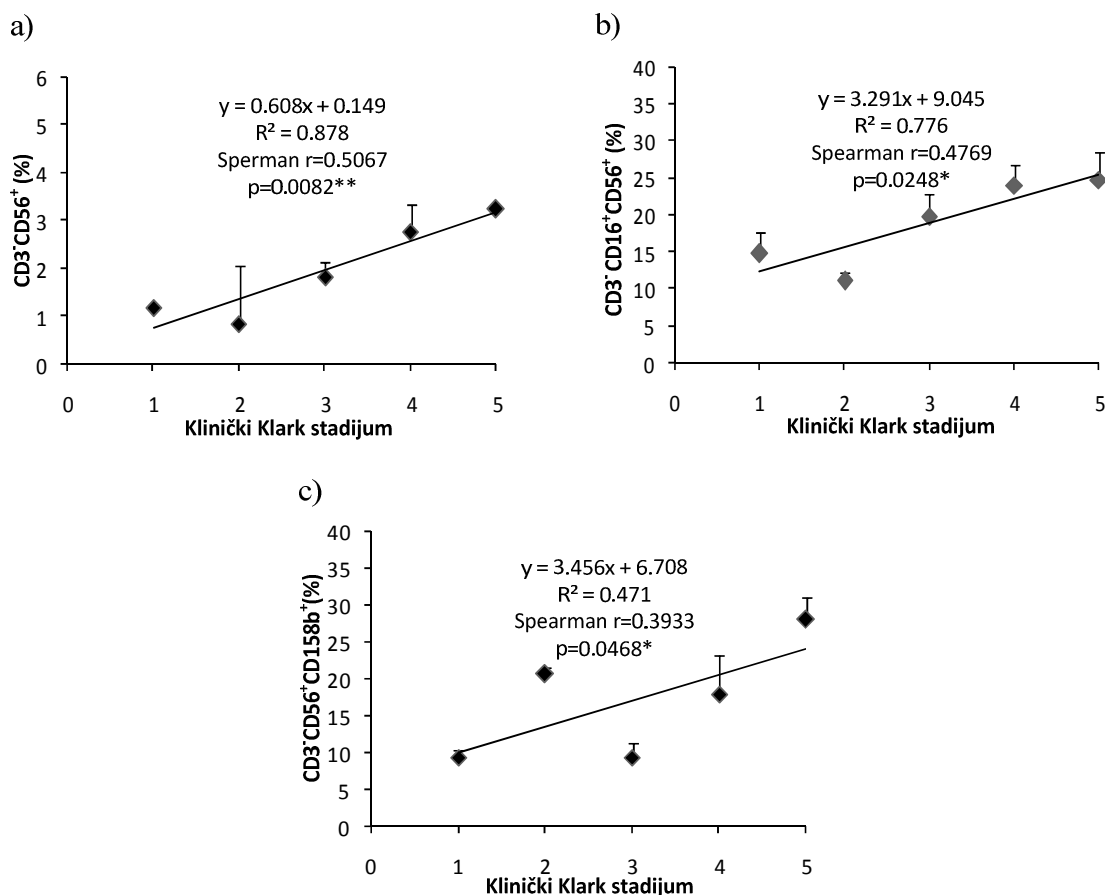 a)
6
5
4
3
2
1
0
CD3⁻CD56⁺ (%)
y = 0.608x + 0.149
R² = 0.878
Sperman r=0.5067
p=0.0082**
0 1 2 3 4 5
Klinički Klark stadijum
b)
40
35
30
25
20
15
10
5
0
CD3⁻ CD16⁺CD56⁺ (%)
y = 3.291x + 9.045
R² = 0.776
Spearman r=0.4769
p=0.0248*
0 1 2 3 4 5
Klinički Klark stadijum
c)
40
35
30
25
20
15
10
5
0
CD3⁻CD56⁺CD158b⁺(%)
y = 3.456x + 6.708
R² = 0.471
Spearman r=0.3933
p=0.0468*
0 1 2 3 4 5
Klinički Klark stadijum